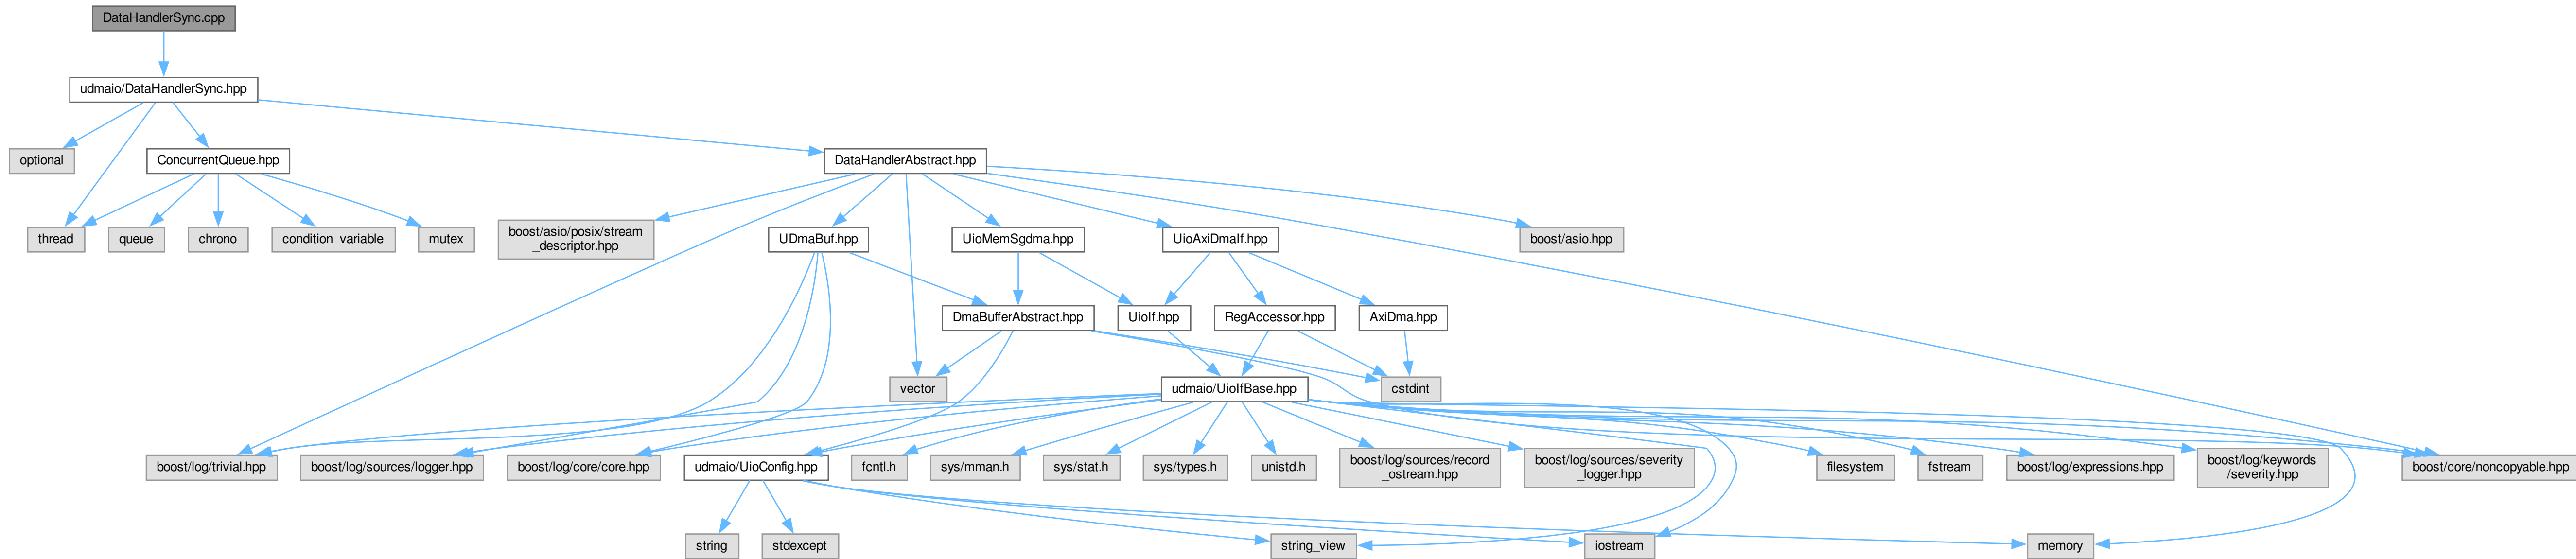 DataHandlerSync.cpp
udmaio/DataHandlerSync.hpp
optional
ConcurrentQueue.hpp
DataHandlerAbstract.hpp
thread
queue
chrono
condition_variable
mutex
boost/asio/posix/stream
_descriptor.hpp
UDmaBuf.hpp
UioMemSgdma.hpp
UioAxiDmaIf.hpp
boost/asio.hpp
DmaBufferAbstract.hpp
UioIf.hpp
RegAccessor.hpp
AxiDma.hpp
vector
udmaio/UioIfBase.hpp
cstdint
boost/log/trivial.hpp
boost/log/sources/logger.hpp
boost/log/core/core.hpp
udmaio/UioConfig.hpp
fcntl.h
sys/mman.h
sys/stat.h
sys/types.h
unistd.h
boost/log/sources/record
_ostream.hpp
boost/log/sources/severity
_logger.hpp
filesystem
fstream
boost/log/expressions.hpp
boost/log/keywords
/severity.hpp
boost/core/noncopyable.hpp
string
stdexcept
string_view
iostream
memory